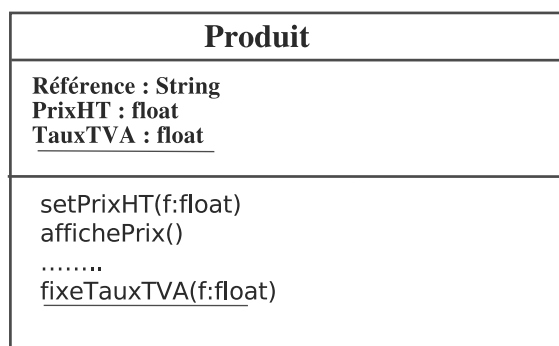 Produit
Référence : String
PrixHT : float
TauxTVA : float
setPrixHT(f:float)
affichePrix()
........
fixeTauxTVA(f:float)